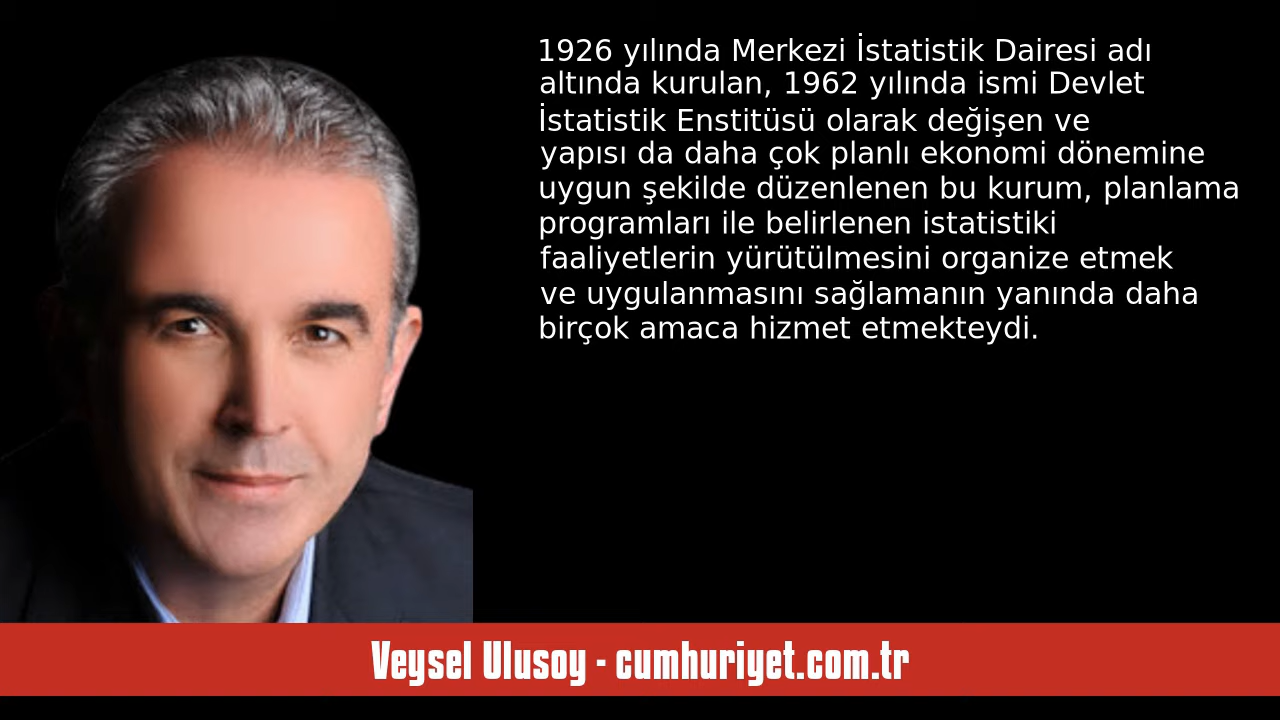 1926 yılında Merkezi İstatistik Dairesi adı
altında kurulan, 1962 yılında ismi Devlet
İstatistik Enstitüsü olarak değişen ve
yapısı da daha çok planlı ekonomi dönemine
uygun şekilde düzenlenen bu kurum, planlama
programları ile belirlenen istatistiki
faaliyetlerin yürütülmesini organize etmek
ve uygulanmasını sağlamanın yanında daha
birçok amaca hizmet etmekteydi.
Veysel Ulusoy - cumhuriyet.com.tr